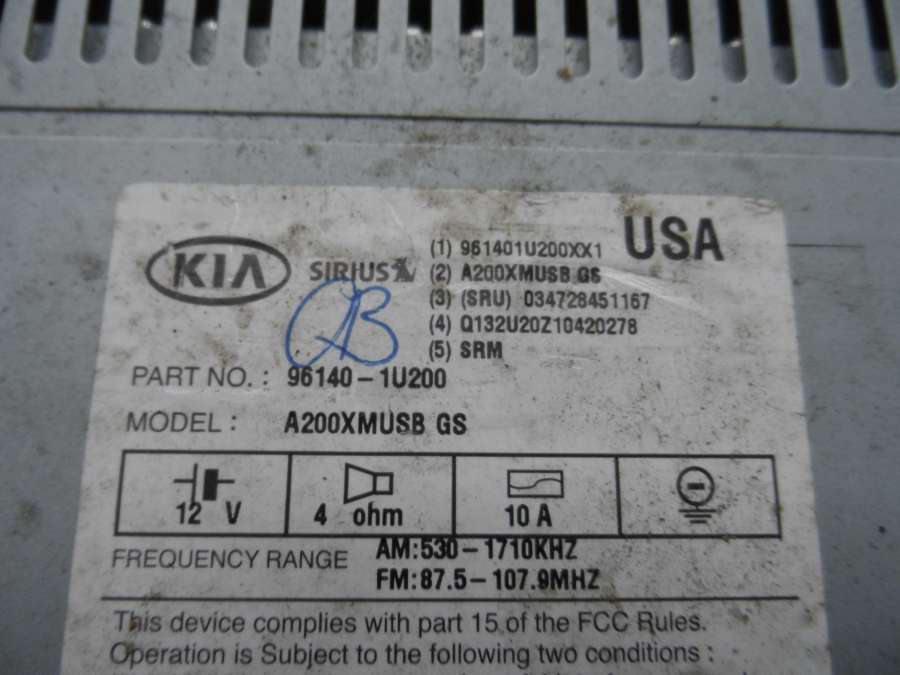 KIA SIRIUS (1) 961401U200XX1 USA
(2) A200XMUSB GS
(3) (SRU) 034728451167
(4) Q132U20Z10420278
(5) SRM
QB
PART NO. : 96140-1U200
MODEL : A200XMUSB GS
12 V 4 ohm 10 A
FREQUENCY RANGE AM:530-1710KHZ
FM:87.5-107.9MHZ
This device complies with part 15 of the FCC Rules.
Operation is Subject to the following two conditions :